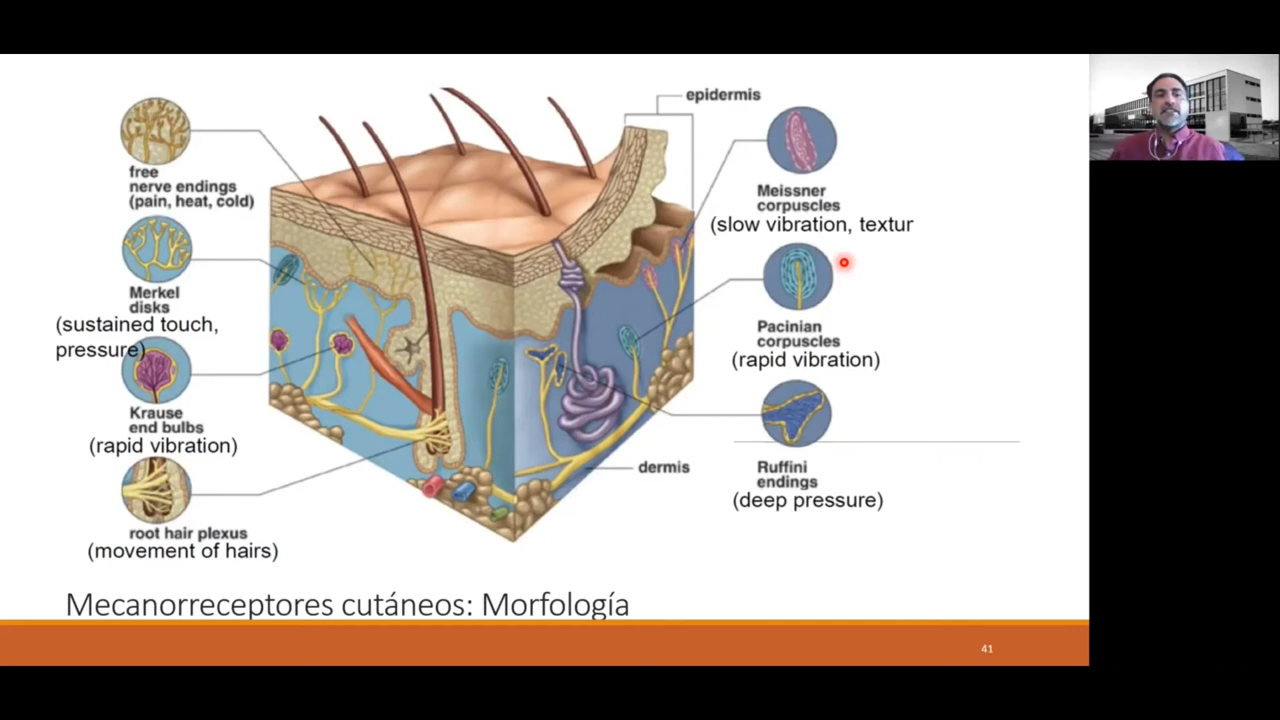 epidermis
free
nerve endings
(pain, heat, cold)
Merkel
disks
(sustained touch,
pressure)
Krause
end bulbs
(rapid vibration)
root hair plexus
(movement of hairs)
Meissner
corpuscles
(slow vibration, textur
Pacinian
corpuscles
(rapid vibration)
Ruffini
endings
(deep pressure)
dermis
Mecanorreceptores cutáneos: Morfología
41